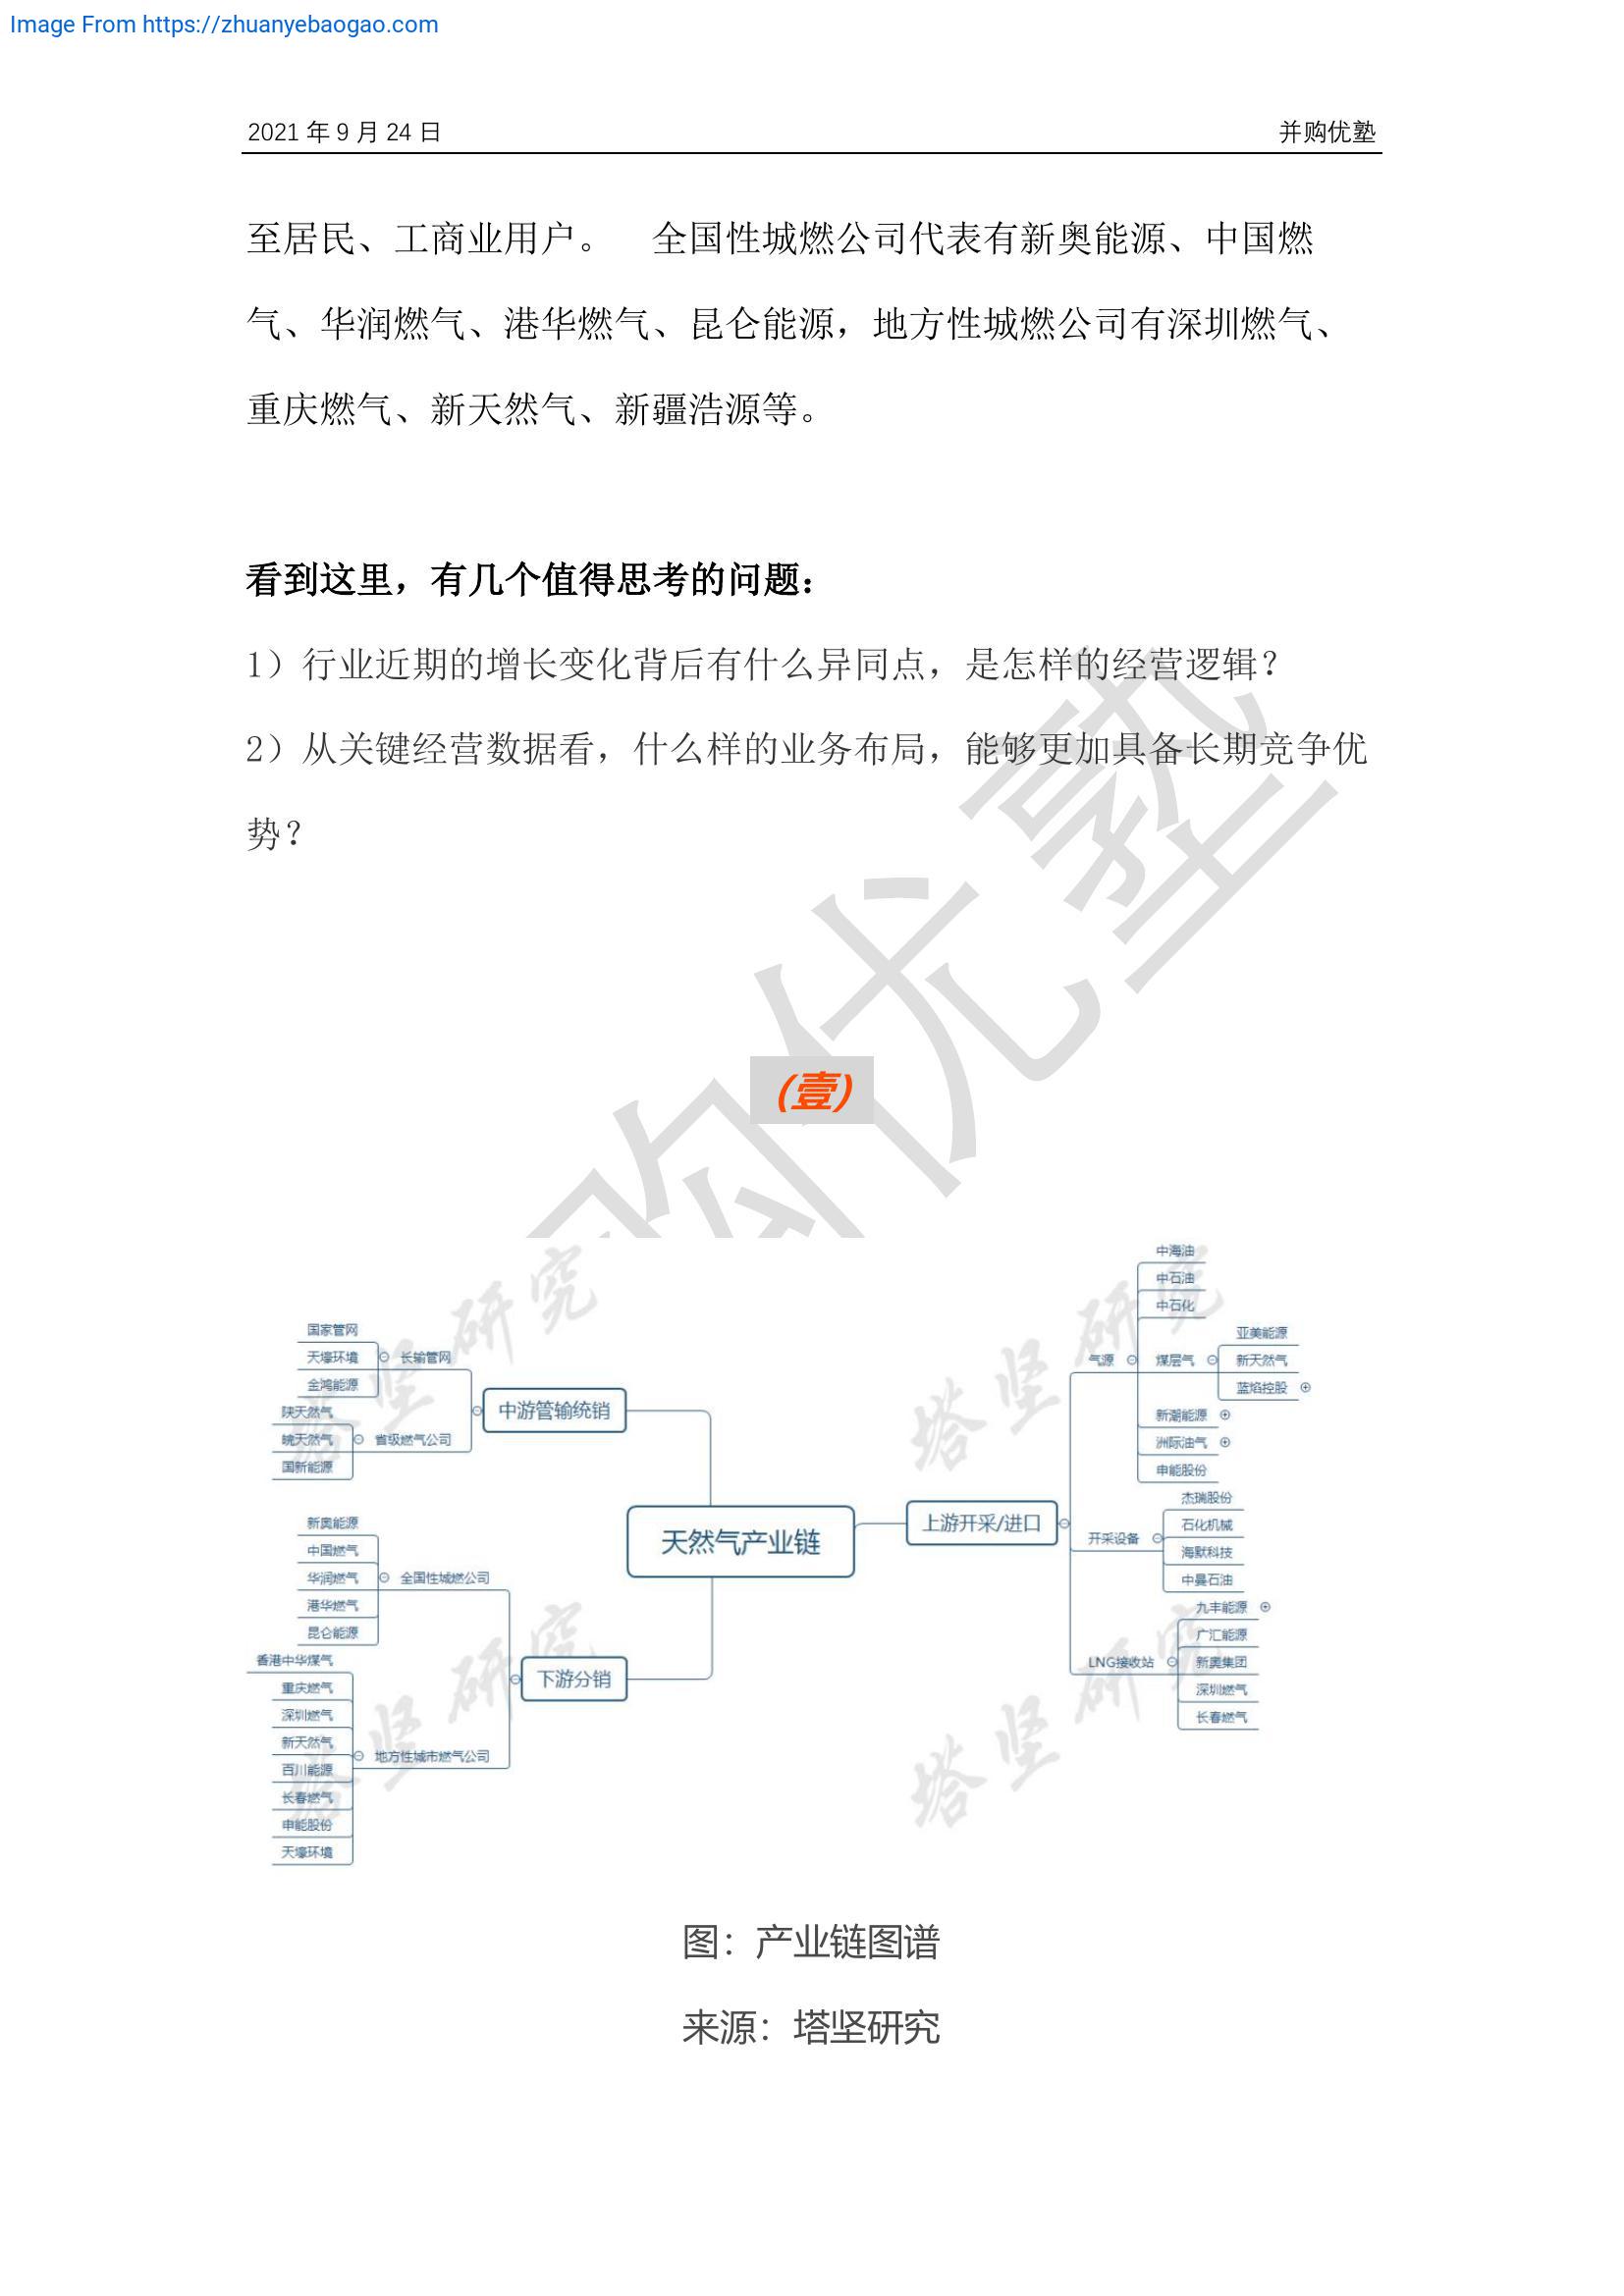 Image From https://zhuanyebaogao.com
2021 年 9 月 24 日
并购优塾
至居民、工商业用户。 全国性城燃公司代表有新奥能源、中国燃
气、华润燃气、港华燃气、昆仑能源，地方性城燃公司有深圳燃气、
重庆燃气、新天然气、新疆浩源等。
看到这里，有几个值得思考的问题：
1）行业近期的增长变化背后有什么异同点，是怎样的经营逻辑？
2）从关键经营数据看，什么样的业务布局，能够更加具备长期竞争优
势？
购优塾
（壹）
天然气产业链
中游管输统销
长输管网
国家管网
天壕环境
金鸿能源
省级燃气公司
陕天然气
皖天然气
国新能源
下游分销
全国性城燃公司
新奥能源
中国燃气
华润燃气
港华燃气
昆仑能源
地方性城市燃气公司
香港中华煤气
重庆燃气
深圳燃气
新天然气
百川能源
长春燃气
申能股份
天壕环境
上游开采/进口
气源
中海油
中石油
中石化
煤层气
亚美能源
新天然气
蓝焰控股
新潮能源
洲际油气
申能股份
开采设备
杰瑞股份
石化机械
海默科技
中曼石油
LNG接收站
九丰能源
广汇能源
新奥集团
深圳燃气
长春燃气
塔坚研究
塔坚研究
塔坚研究
塔坚研究
图：产业链图谱
来源：塔坚研究